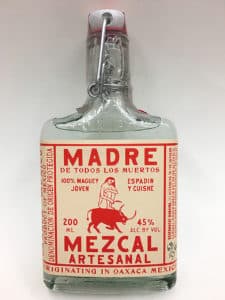 MADRE
DE TODOS LOS MUERTOS
100% MAGUEY
JOVEN
ESPADIN
Y CUISHE
200
ML.
45%
ALC BY VOL
MEZCAL
ARTESANAL
ORIGINATING IN OAXACA MEXICO
DENOMINACION DE ORIGEN PROTEGIDA